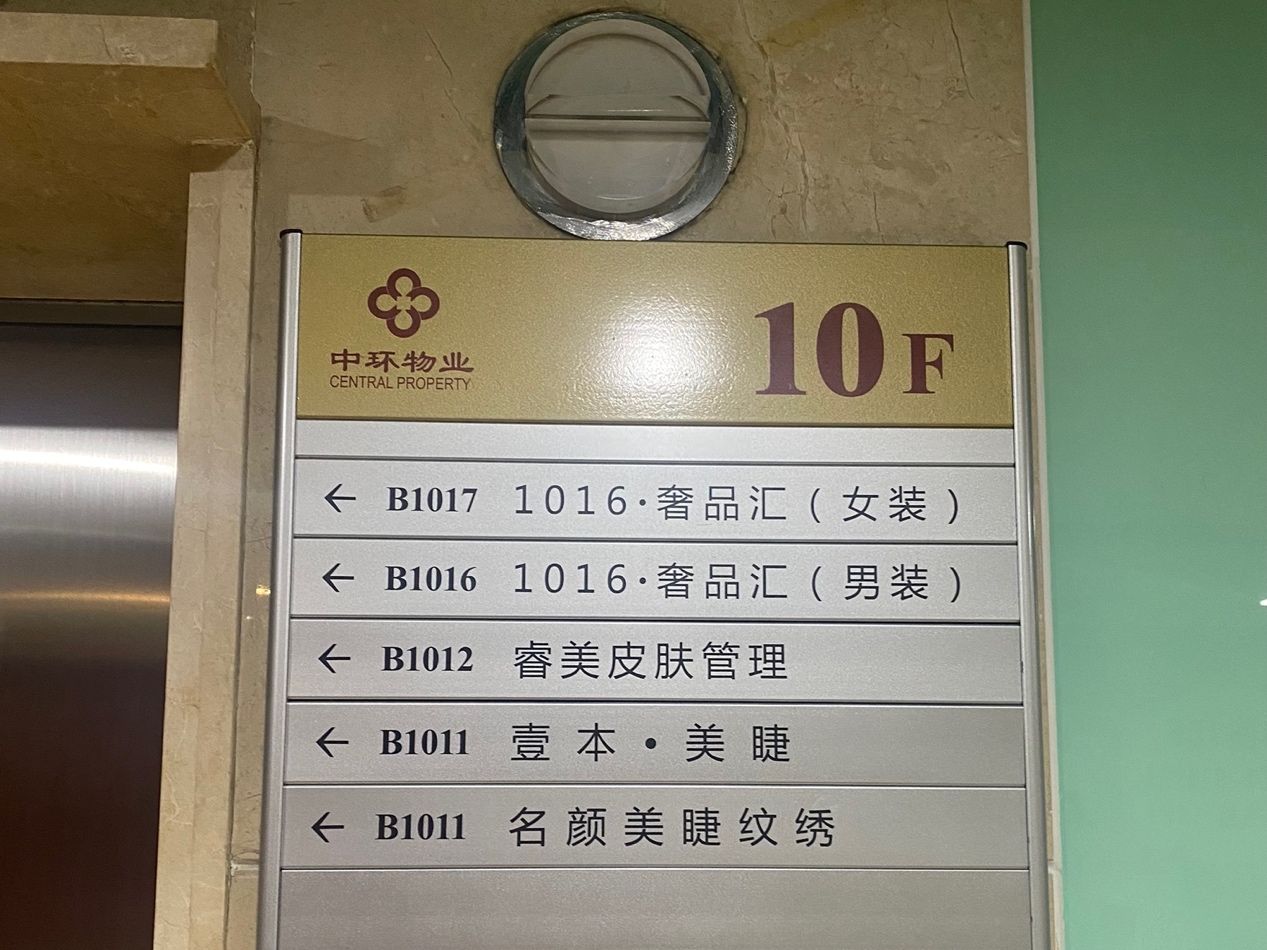 中环物业
CENTRAL PROPERTY
10F
← B1017 1016·奢品汇（女装）
← B1016 1016·奢品汇（男装）
← B1012 睿美皮肤管理
← B1011 壹本·美睫
← B1011 名颜美睫纹绣